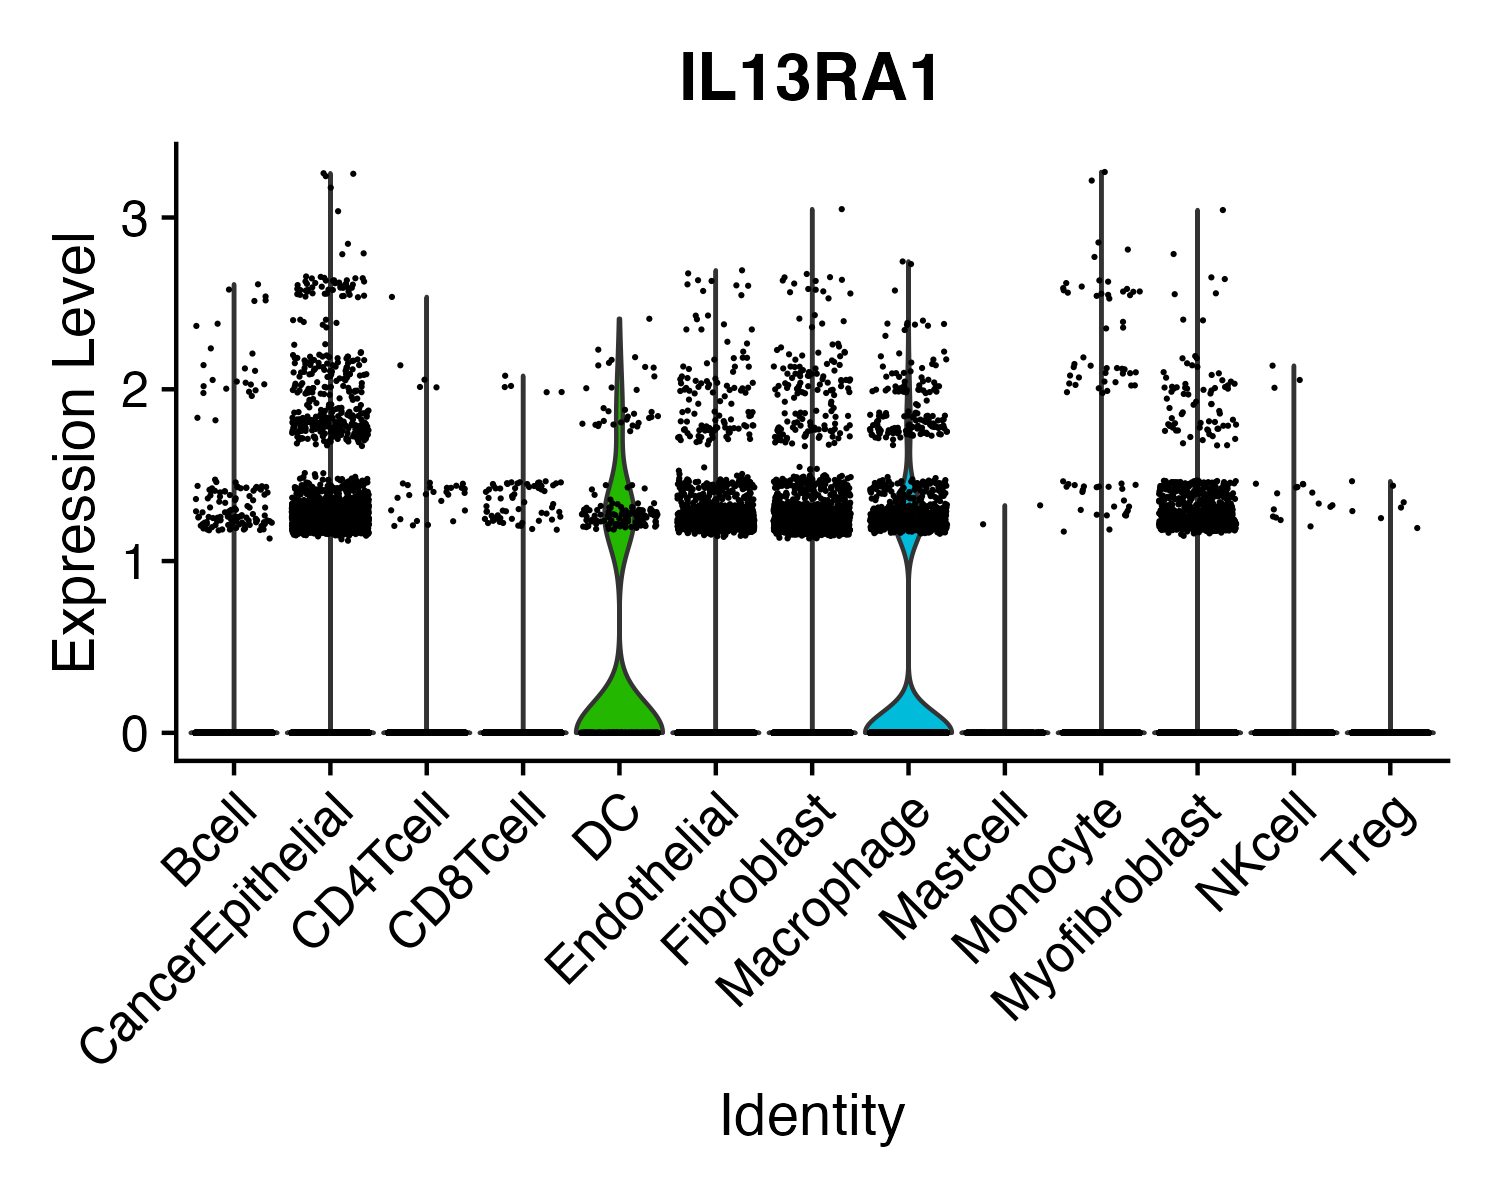 IL13RA1
Expression Level
3
2
1
0
Bcell
CancerEpithelial
CD4Tcell
CD8Tcell
DC
Endothelial
Fibroblast
Macrophage
Mastcell
Monocyte
Myofibroblast
NKcell
Treg
Identity